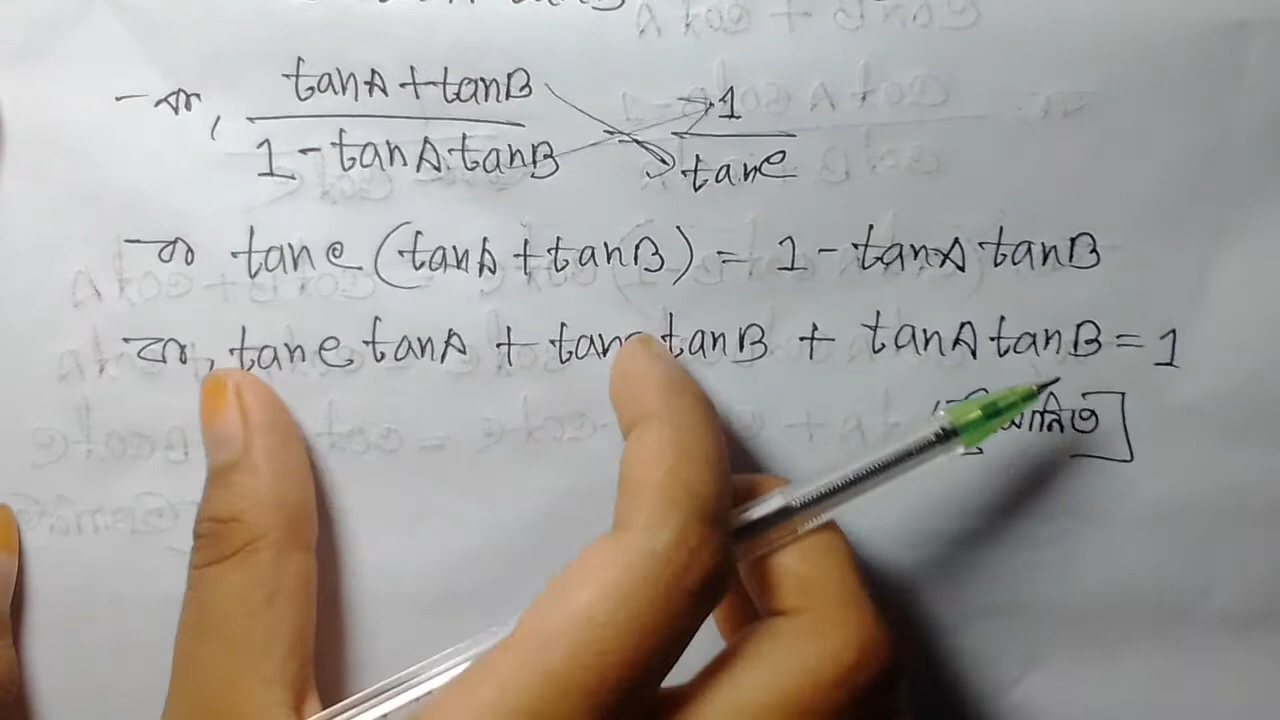 বা, tanA + tanB / 1 - tanA.tanB 1 / tanC
বা tanC (tanA + tanB) = 1 - tanA tanB
বা, tanC tanA + tanC tanB + tanA tanB = 1